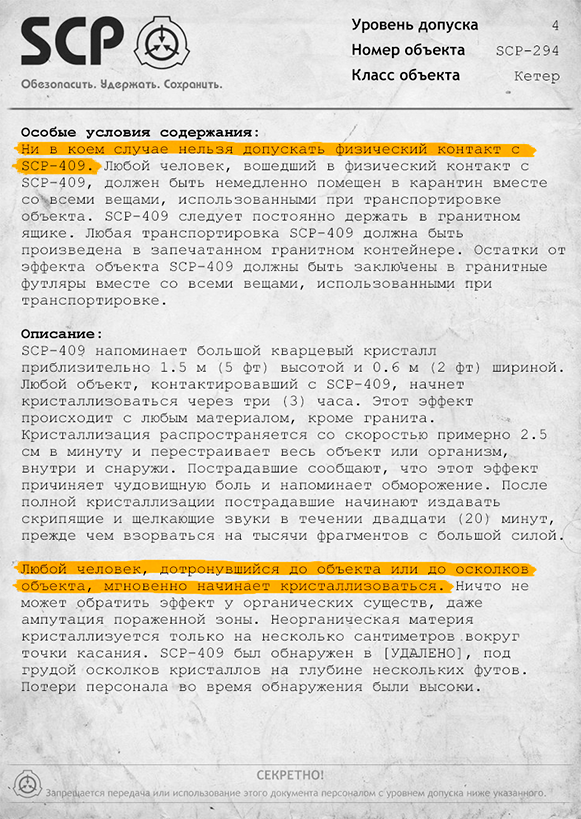 SCP
Обезопасить. Удержать. Сохранить.
Уровень допуска 4
Номер объекта SCP-294
Класс объекта Кетер
Особые условия содержания:
Ни в коем случае нельзя допускать физический контакт с
SCP-409. Любой человек, вошедший в физический контакт с
SCP-409, должен быть немедленно помещен в карантин вместе
со всеми вещами, использованными при транспортировке
объекта. SCP-409 следует постоянно держать в гранитном
ящике. Любая транспортировка SCP-409 должна быть
произведена в запечатанном гранитном контейнере. Остатки от
эффекта объекта SCP-409 должны быть заключены в гранитные
футляры вместе со всеми вещами, использованными при
транспортировке.
Описание:
SCP-409 напоминает большой кварцевый кристалл
приблизительно 1.5 м (5 фт) высотой и 0.6 м (2 фт) шириной.
Любой объект, контактировавший с SCP-409, начнет
кристаллизоваться через три (3) часа. Этот эффект
происходит с любым материалом, кроме гранита.
Кристаллизация распространяется со скоростью примерно 2.5
см в минуту и перестраивает весь объект или организм,
внутри и снаружи. Пострадавшие сообщают, что этот эффект
причиняет чудовищную боль и напоминает обморожение. После
полной кристаллизации пострадавшие начинают издавать
скрипящие и щелкающие звуки в течении двадцати (20) минут,
прежде чем взорваться на тысячи фрагментов с большой силой.
Любой человек, дотронувшийся до объекта или до осколков
объекта, мгновенно начинает кристаллизоваться. Ничто не
может обратить эффект у органических существ, даже
ампутация пораженной зоны. Неорганическая материя
кристаллизуется только на несколько сантиметров вокруг
точки касания. SCP-409 был обнаружен в [УДАЛЕНО], под
грудой осколков кристаллов на глубине нескольких футов.
Потери персонала во время обнаружения были высоки.
СЕКРЕТНО!
Запрещается передача или использование этого документа персоналом с уровнем допуска ниже указанного.